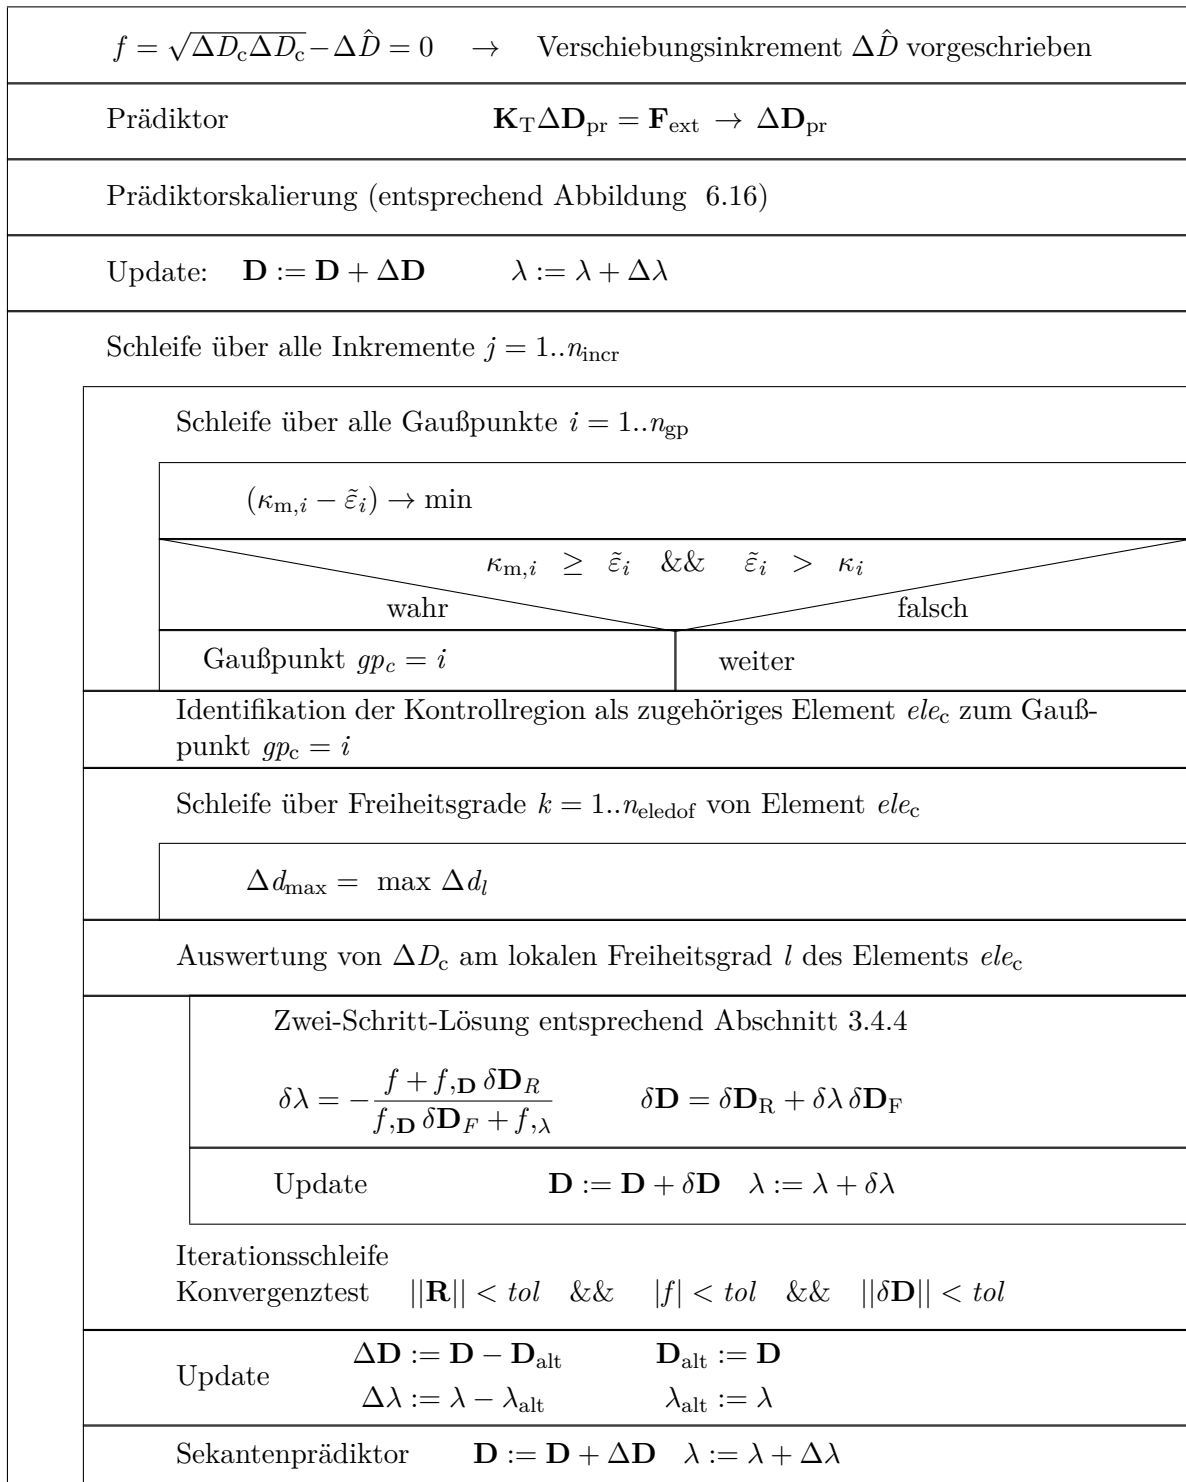 f = √ΔD_c ΔD_c − ΔD̂ = 0 → Verschiebungsinkrement ΔD̂ vorgeschrieben
Prädiktor K_T ΔD_pr = F_ext → ΔD_pr
Prädiktorskalierung (entsprechend Abbildung 6.16)
Update: D := D + ΔD λ := λ + Δλ
Schleife über alle Inkremente j = 1..n_incr
Schleife über alle Gaußpunkte i = 1..n_gp
(κ_m,i − ε̃_i) → min
κ_m,i ≥ ε̃_i && ε̃_i > κ_i
wahr falsch
Gaußpunkt gp_c = i weiter
Identifikation der Kontrollregion als zugehöriges Element ele_c zum Gauß-
punkt gp_c = i
Schleife über Freiheitsgrade k = 1..n_eledof von Element ele_c
Δd_max = max Δd_l
Auswertung von ΔD_c am lokalen Freiheitsgrad l des Elements ele_c
Zwei-Schritt-Lösung entsprechend Abschnitt 3.4.4
δλ = −(f + f,_D δD_R)/(f,_D δD_F + f,_λ) δD = δD_R + δλ δD_F
Update D := D + δD λ := λ + δλ
Iterationsschleife
Konvergenztest ||R|| < tol && |f| < tol && ||δD|| < tol
Update ΔD := D − D_alt D_alt := D
Δλ := λ − λ_alt λ_alt := λ
Sekantenprädiktor D := D + ΔD λ := λ + Δλ